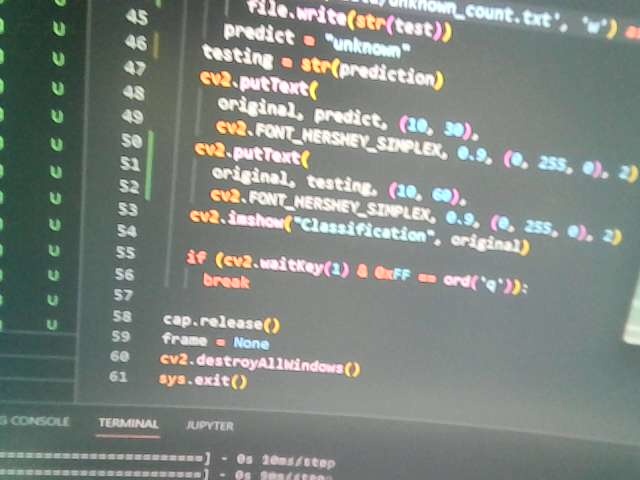 unknown_count.txt', 'w')
45 file.write(str(test))
46 predict = "unknown"
47 testing = str(prediction)
48 cv2.putText(
49 original, predict, (10, 30),
50 cv2.FONT_HERSHEY_SIMPLEX, 0.9, (0, 255, 0), 2)
51 cv2.putText(
52 original, testing, (10, 60),
53 cv2.FONT_HERSHEY_SIMPLEX, 0.9, (0, 255, 0), 2)
54 cv2.imshow("Classification", original)
55
56 if (cv2.waitKey(1) & 0xFF == ord('q')):
57 break
58 cap.release()
59 frame = None
60 cv2.destroyAllWindows()
61 sys.exit()
U
U
U
U
U
U
U
U
U
U
U
U
CONSOLE TERMINAL JUPYTER
======================] - 0s 10ms/step
======================] - 0s